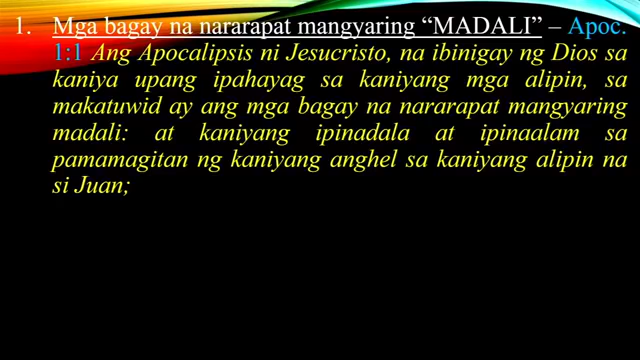 1. Mga bagay na nararapat mangyaring “MADALI” – Apoc.
1:1 Ang Apocalipsis ni Jesucristo, na ibinigay ng Dios sa
kaniya upang ipahayag sa kaniyang mga alipin, sa
makatuwid ay ang mga bagay na nararapat mangyaring
madali: at kaniyang ipinadala at ipinaalam sa
pamamagitan ng kaniyang anghel sa kaniyang alipin na
si Juan;